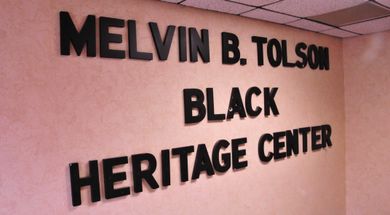 MELVIN B. TOLSON
BLACK
HERITAGE CENTER